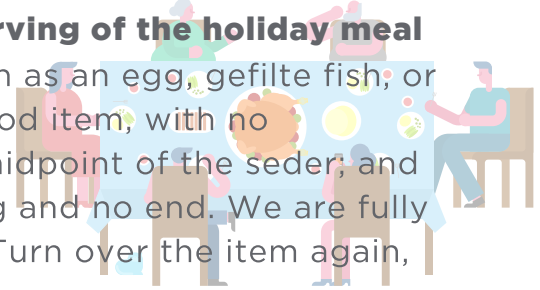 rving of the holiday meal
n as an egg, gefilte fish, or
od item, with no
idpoint of the seder; and
g and no end. We are fully
Turn over the item again,